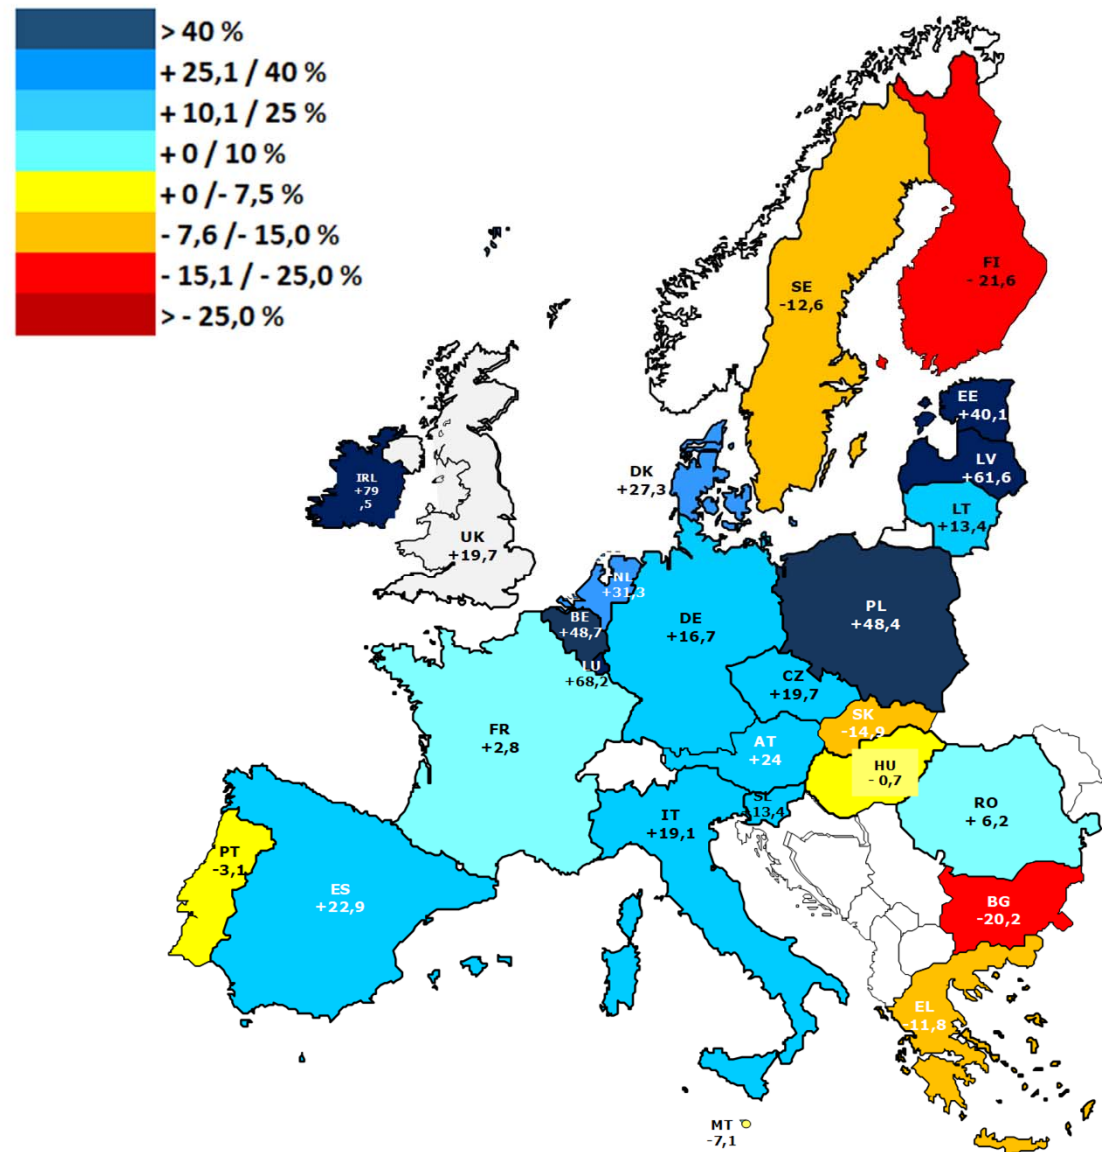 > 40 %
+ 25,1 / 40 %
+ 10,1 / 25 %
+ 0 / 10 %
+ 0 /- 7,5 %
- 7,6 /- 15,0 %
- 15,1 / - 25,0 %
> - 25,0 %
FI
- 21,6
SE
-12,6
EE
+40,1
LV
+61,6
LT
+13,4
DK
+27,3
IRL
+79
,5
UK
+19,7
NL
+31,3
BE
+48,7
LU
+68,2
DE
+16,7
PL
+48,4
CZ
+19,7
SK
-14,9
AT
+24
HU
- 0,7
FR
+2,8
SL
13,4
IT
+19,1
RO
+ 6,2
PT
-3,1
ES
+22,9
BG
-20,2
EL
-11,8
MT
-7,1